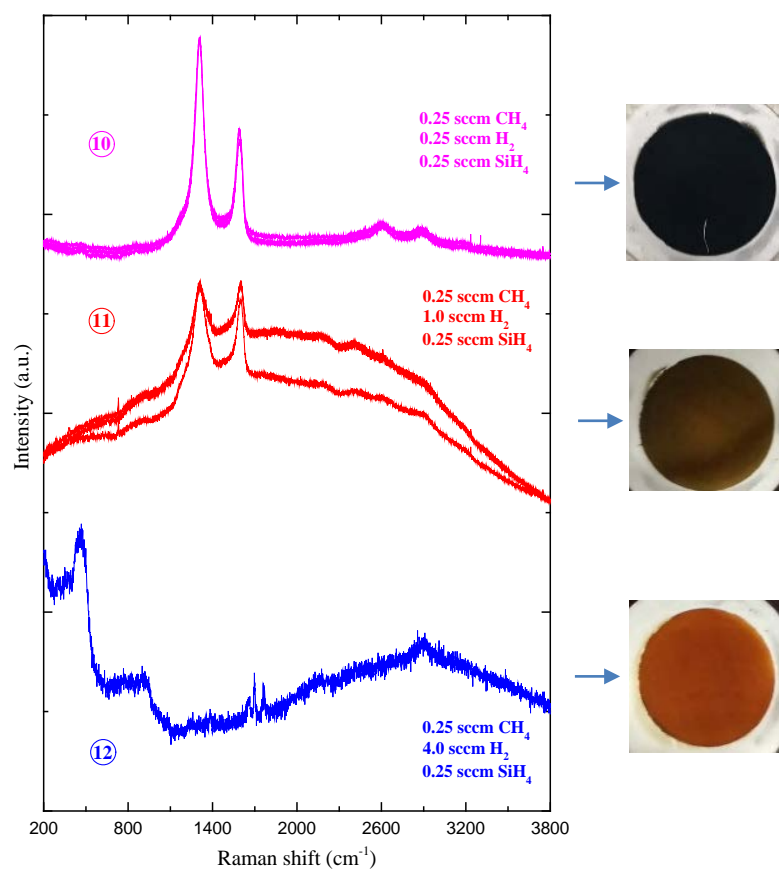 ⑩
0.25 sccm CH₄
0.25 sccm H₂
0.25 sccm SiH₄
⑪
0.25 sccm CH₄
1.0 sccm H₂
0.25 sccm SiH₄
⑫
0.25 sccm CH₄
4.0 sccm H₂
0.25 sccm SiH₄
Intensity (a.u.)
200 800 1400 2000 2600 3200 3800
Raman shift (cm⁻¹)